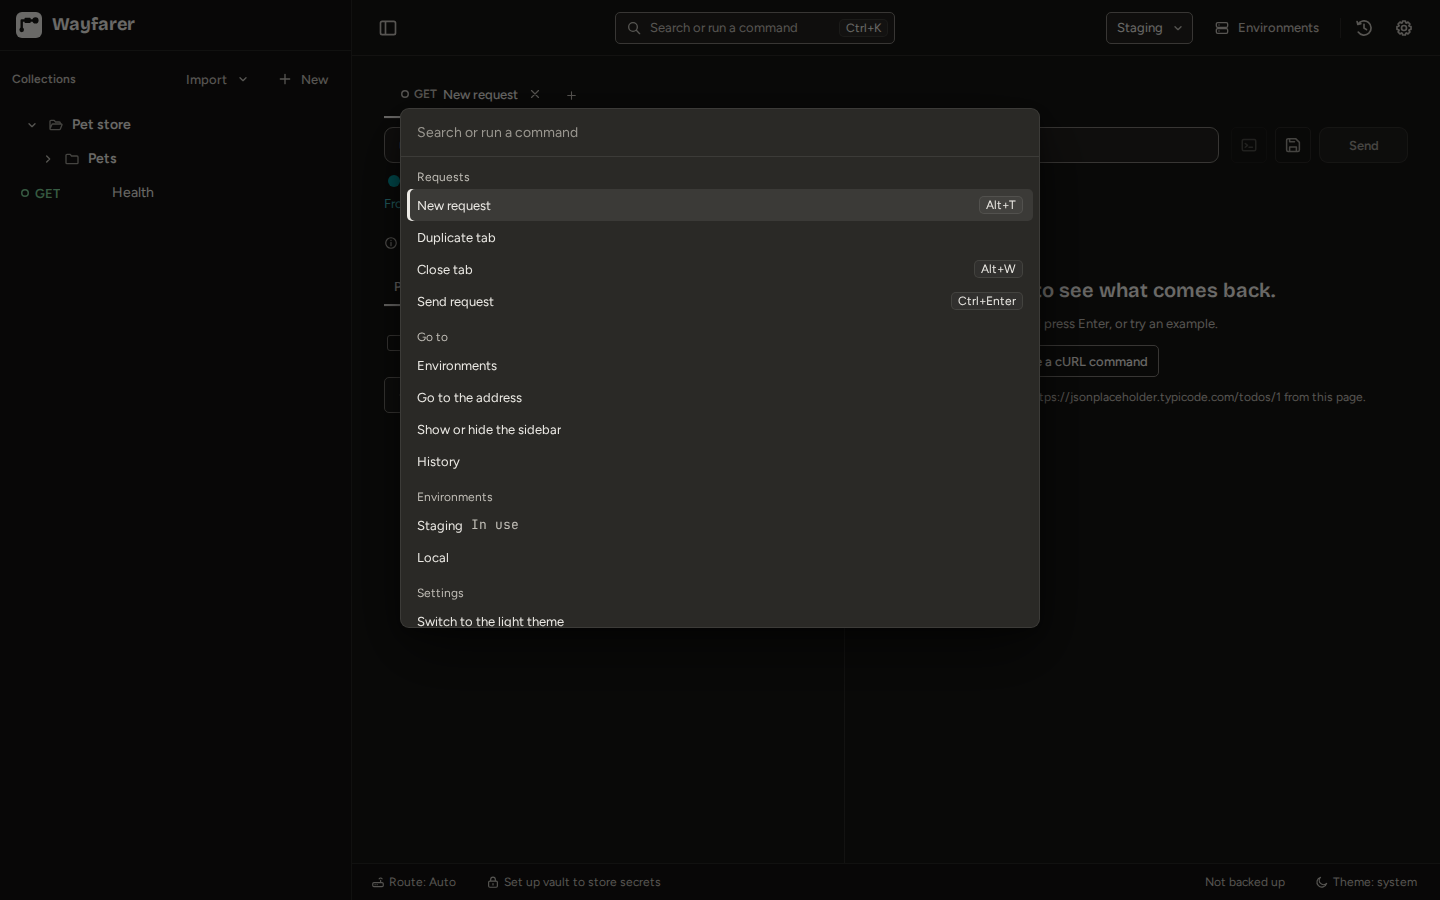 Wayfarer
Search or run a command Ctrl+K
Staging
Environments
Collections
Import
New
GET New request
Pet store
Pets
GET Health
Send
Search or run a command
Requests
New request Alt+T
Duplicate tab
Close tab Alt+W
Send request Ctrl+Enter
Go to
Environments
Go to the address
Show or hide the sidebar
History
Environments
Staging In use
Local
Settings
Switch to the light theme
to see what comes back.
press Enter, or try an example.
a cURL command
://jsonplaceholder.typicode.com/todos/1 from this page.
Route: Auto
Set up vault to store secrets
Not backed up
Theme: system